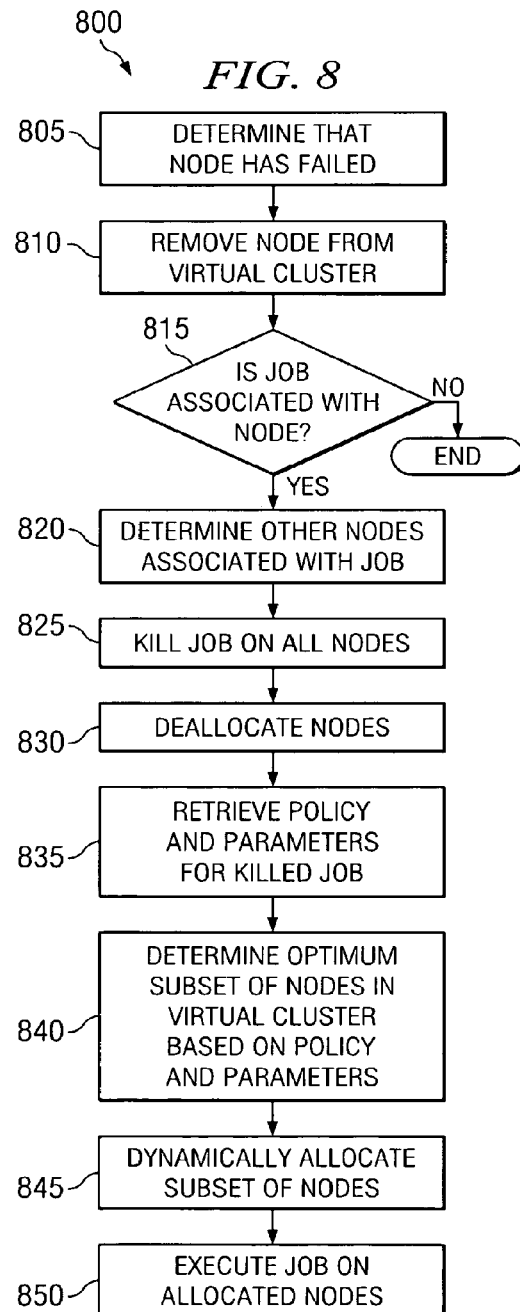 800
FIG. 8
805
DETERMINE THAT
NODE HAS FAILED
810
REMOVE NODE FROM
VIRTUAL CLUSTER
815
IS JOB
ASSOCIATED WITH
NODE?
NO
END
YES
820
DETERMINE OTHER NODES
ASSOCIATED WITH JOB
825
KILL JOB ON ALL NODES
830
DEALLOCATE NODES
835
RETRIEVE POLICY
AND PARAMETERS
FOR KILLED JOB
840
DETERMINE OPTIMUM
SUBSET OF NODES IN
VIRTUAL CLUSTER
BASED ON POLICY
AND PARAMETERS
845
DYNAMICALLY ALLOCATE
SUBSET OF NODES
850
EXECUTE JOB ON
ALLOCATED NODES